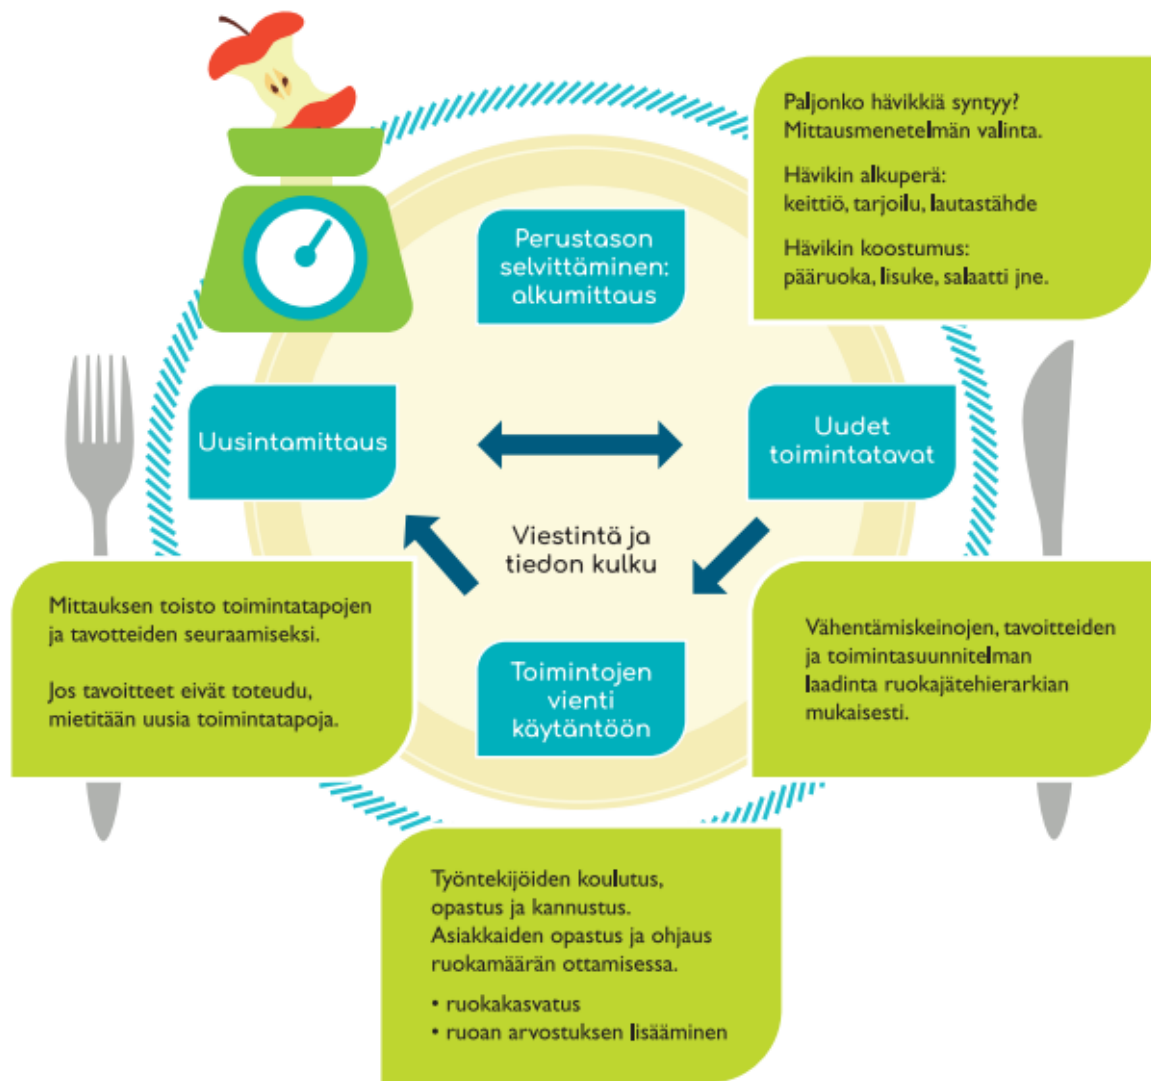 Paljonko hävikkiä syntyy?
Mittausmenetelmän valinta.
Hävikin alkuperä:
keittiö, tarjoilu, lautastähde
Hävikin koostumus:
pääruoka, lisuke, salaatti jne.
Perustason
selvittäminen:
alkumittaus
Uusintamittaus
Uudet
toimintatavat
Viestintä ja
tiedon kulku
Mittauksen toisto toimintatapojen
ja tavotteiden seuraamiseksi.
Jos tavoitteet eivät toteudu,
mietitään uusia toimintatapoja.
Toimintojen
vienti
käytäntöön
Vähentämiskeinojen, tavoitteiden
ja toimintasuunnitelman
laadinta ruokajätehierarkian
mukaisesti.
Työntekijöiden koulutus,
opastus ja kannustus.
Asiakkaiden opastus ja ohjaus
ruokamäärän ottamisessa.
• ruokakasvatus
• ruoan arvostuksen lisääminen